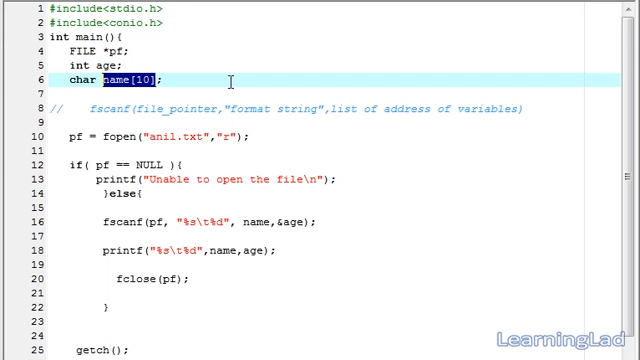 1 #include<stdio.h>
2 #include<conio.h>
3 int main(){
4 FILE *pf;
5 int age;
6 char name[10];
7
8 // fscanf(file_pointer,"format string",list of address of variables)
9
10 pf = fopen("anil.txt","r");
11
12 if( pf == NULL ){
13 printf("Unable to open the file\n");
14 }else{
15
16 fscanf(pf, "%s\t%d", name,&age);
17
18 printf("%s\t%d",name,age);
19
20 fclose(pf);
21
22 }
23
24
25 getch();
LearningLad